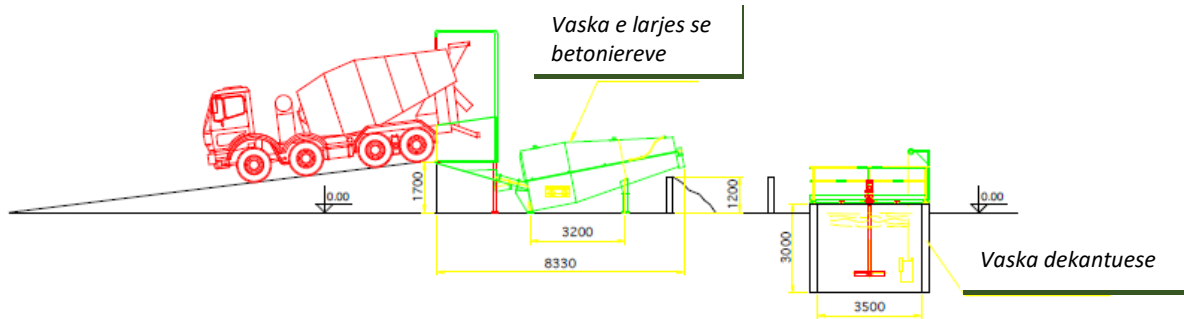 Vaska e larjes se
betoniereve
0.00
1700
1200
0.00
3200
3000
8330
Vaska dekantuese
3500